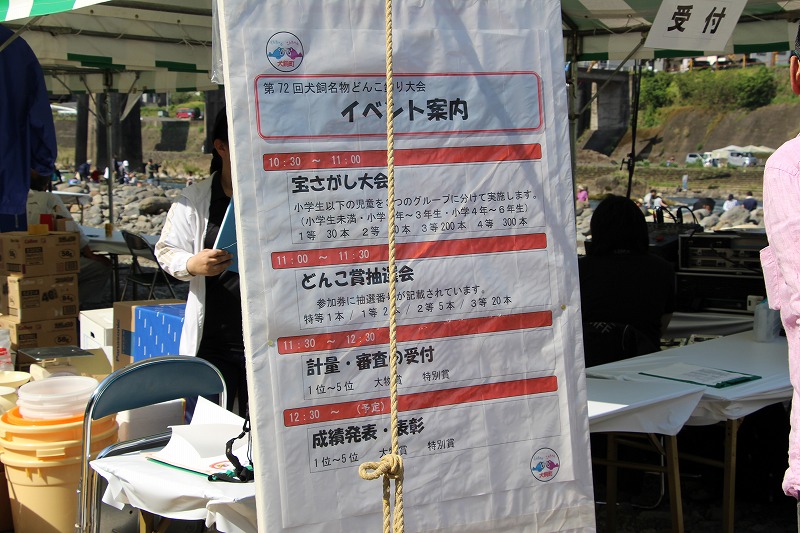 受付
犬飼町
第72回犬飼名物どんこ釣り大会
イベント案内
10:30 ～ 11:00
宝さがし大会
小学生以下の児童を3つのグループに分けて実施します。
(小学生未満・小学1年～3年生・小学4年～6年生)
1等 30本 2等 3等200本 4等 300本
11:00 ～ 11:30
どんこ賞抽選会
参加券に抽選番号が記載されています。
特等1本 / 1等2本 / 2等5本 / 3等20本
11:30 ～ 12:30
計量・審査の受付
1位～5位 大物賞 特別賞
12:30 ～ (予定)
成績発表・表彰
1位～5位 大物賞 特別賞
犬飼町